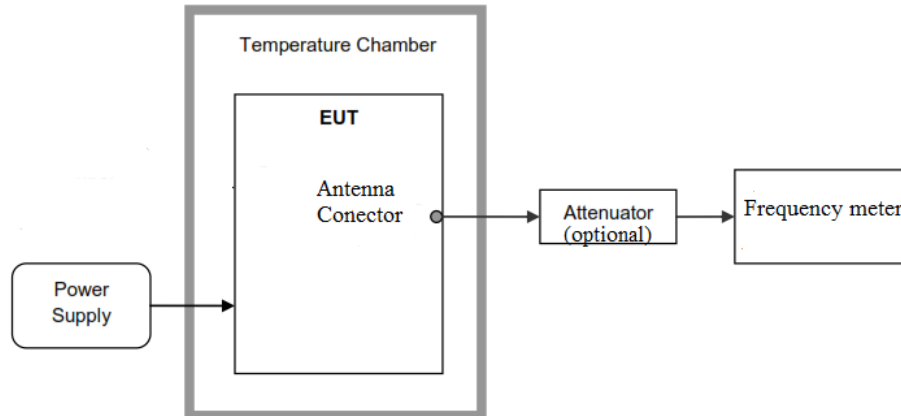 Temperature Chamber
EUT
Antenna
Conector
Attenuator
(optional)
Frequency meter
Power
Supply